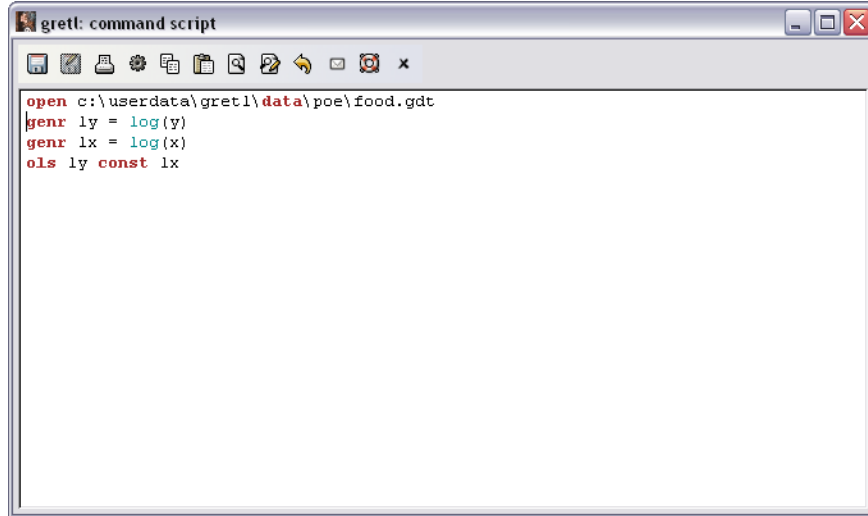 gretl: command script
open c:\userdata\gretl\data\poe\food.gdt
genr ly = log(y)
genr lx = log(x)
ols ly const lx